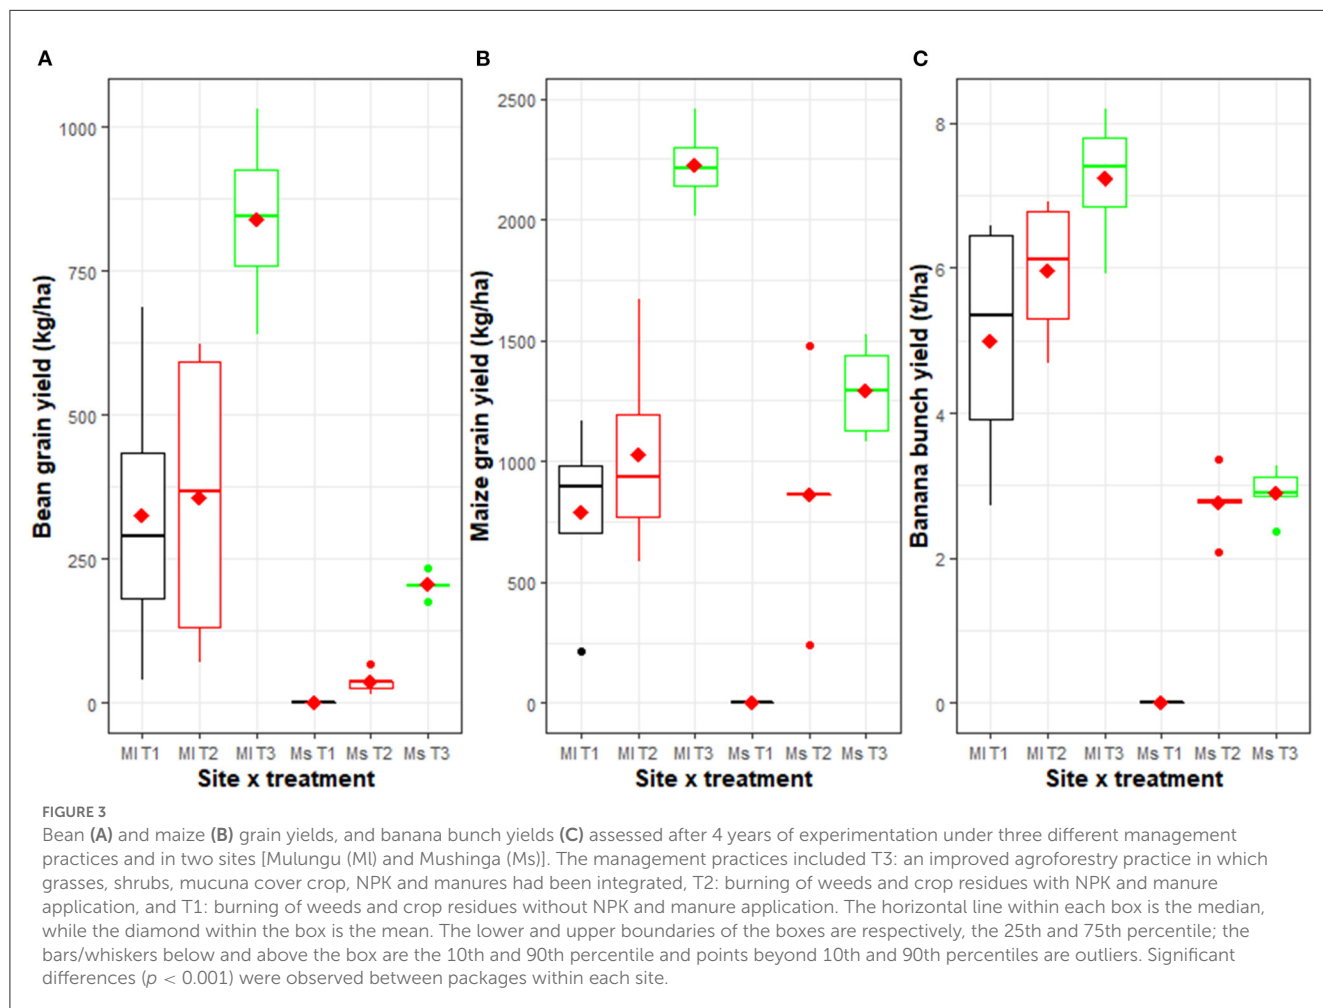 A
B
C
Bean grain yield (kg/ha)
1000
750
500
250
0
Ml T1 Ml T2 Ml T3 Ms T1 Ms T2 Ms T3
Site x treatment
Maize grain yield (kg/ha)
2500
2000
1500
1000
500
0
Ml T1 Ml T2 Ml T3 Ms T1 Ms T2 Ms T3
Site x treatment
Banana bunch yield (t/ha)
8
6
4
2
0
Ml T1 Ml T2 Ml T3 Ms T1 Ms T2 Ms T3
Site x treatment
FIGURE 3
Bean (A) and maize (B) grain yields, and banana bunch yields (C) assessed after 4 years of experimentation under three different management
practices and in two sites [Mulungu (Ml) and Mushinga (Ms)]. The management practices included T3: an improved agroforestry practice in which
grasses, shrubs, mucuna cover crop, NPK and manures had been integrated, T2: burning of weeds and crop residues with NPK and manure
application, and T1: burning of weeds and crop residues without NPK and manure application. The horizontal line within each box is the median,
while the diamond within the box is the mean. The lower and upper boundaries of the boxes are respectively, the 25th and 75th percentile; the
bars/whiskers below and above the box are the 10th and 90th percentile and points beyond 10th and 90th percentiles are outliers. Significant
differences (p < 0.001) were observed between packages within each site.